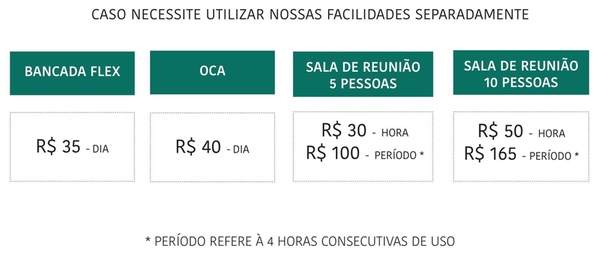 CASO NECESSITE UTILIZAR NOSSAS FACILIDADES SEPARADAMENTE
BANCADA FLEX
R$ 35 - DIA
OCA
R$ 40 - DIA
SALA DE REUNIÃO
5 PESSOAS
R$ 30 - HORA
R$ 100 - PERÍODO *
SALA DE REUNIÃO
10 PESSOAS
R$ 50 - HORA
R$ 165 - PERÍODO *
* PERÍODO REFERE À 4 HORAS CONSECUTIVAS DE USO